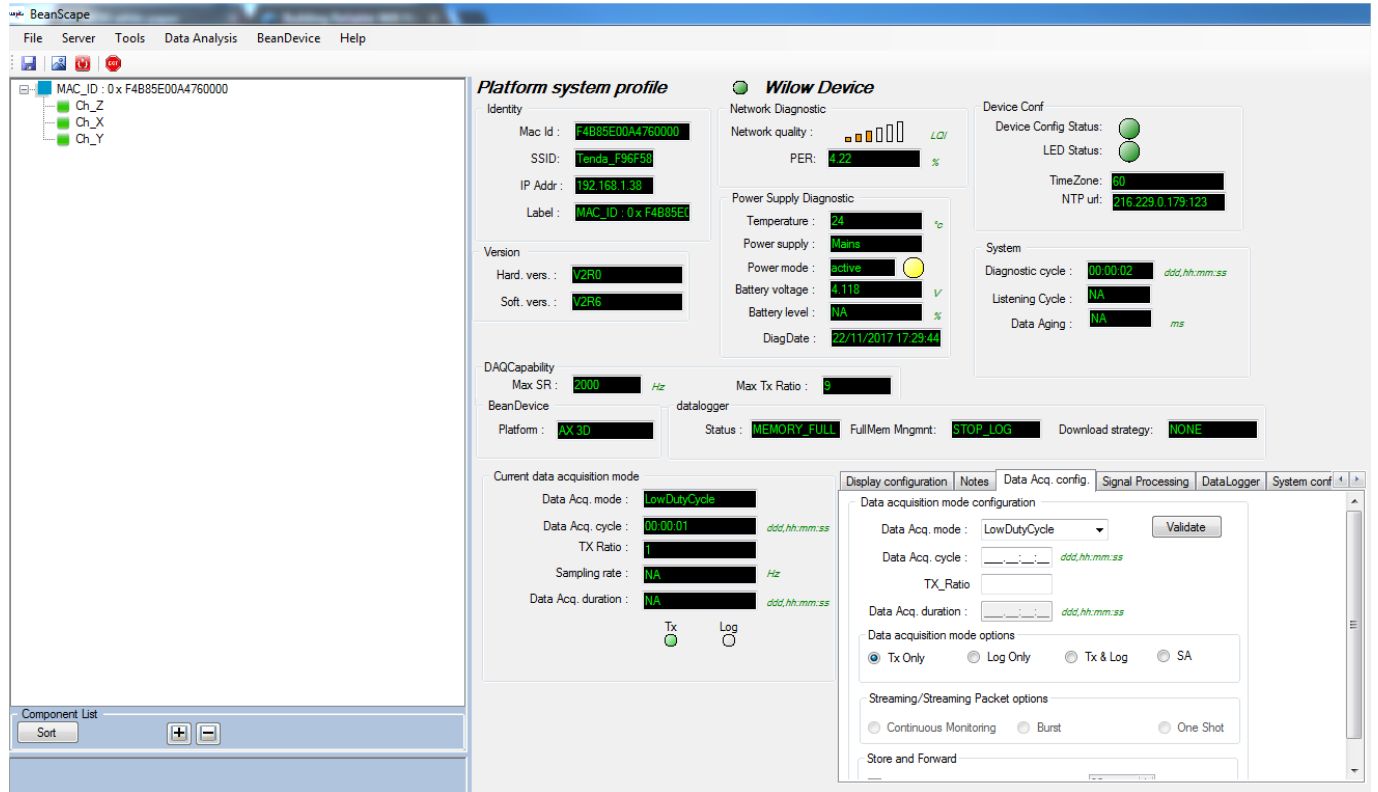 BeanScape
File Server Tools Data Analysis BeanDevice Help
MAC_ID : 0 x F4B85E00A4760000
Ch_Z
Ch_X
Ch_Y
Component List
Sort
Platform system profile
Wilow Device
Identity
Mac Id : F4B85E00A4760000
SSID: Tenda_F96F58
IP Addr : 192.168.1.38
Label : MAC_ID : 0 x F4B85E0
Version
Hard. vers. : V2R0
Soft. vers. : V2R6
Network Diagnostic
Network quality : LQI
PER: 4.22 %
Power Supply Diagnostic
Temperature : 24 °c
Power supply : Mains
Power mode : active
Battery voltage : 4.118 V
Battery level : NA %
DiagDate : 22/11/2017 17:29:44
Device Conf
Device Config Status:
LED Status:
TimeZone: 60
NTP url: 216.229.0.179:123
System
Diagnostic cycle : 00:00:02 ddd,hh:mm:ss
Listening Cycle : NA
Data Aging : NA ms
DAQCapability
Max SR : 2000 Hz Max Tx Ratio : 9
BeanDevice
Platform : AX 3D
datalogger
Status : MEMORY_FULL FullMem Mngmnt: STOP_LOG Download strategy: NONE
Current data acquisition mode
Data Acq. mode : LowDutyCycle
Data Acq. cycle : 00:00:01 ddd,hh:mm:ss
TX Ratio : 1
Sampling rate : NA Hz
Data Acq. duration : NA ddd,hh:mm:ss
Tx Log
Display configuration Notes Data Acq. config. Signal Processing DataLogger System conf
Data acquisition mode configuration
Data Acq. mode : LowDutyCycle Validate
Data Acq. cycle : ___.__:__:__ ddd,hh:mm:ss
TX_Ratio
Data Acq. duration : ___.__:__:__ ddd,hh:mm:ss
Data acquisition mode options
Tx Only Log Only Tx & Log SA
Streaming/Streaming Packet options
Continuous Monitoring Burst One Shot
Store and Forward